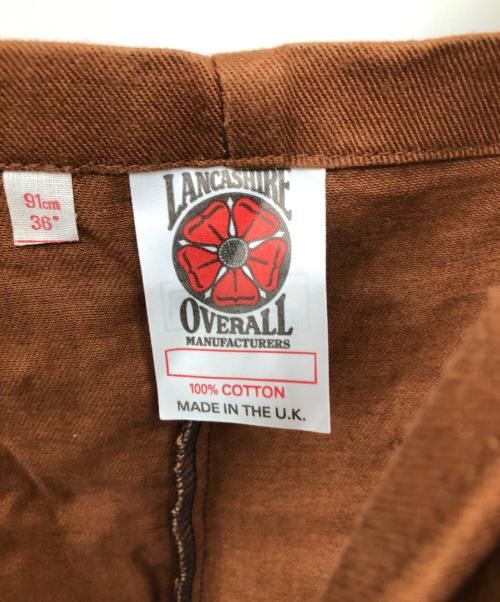 91cm
36"
LANCASHIRE
OVERALL
MANUFACTURERS
100% COTTON
MADE IN THE U.K.